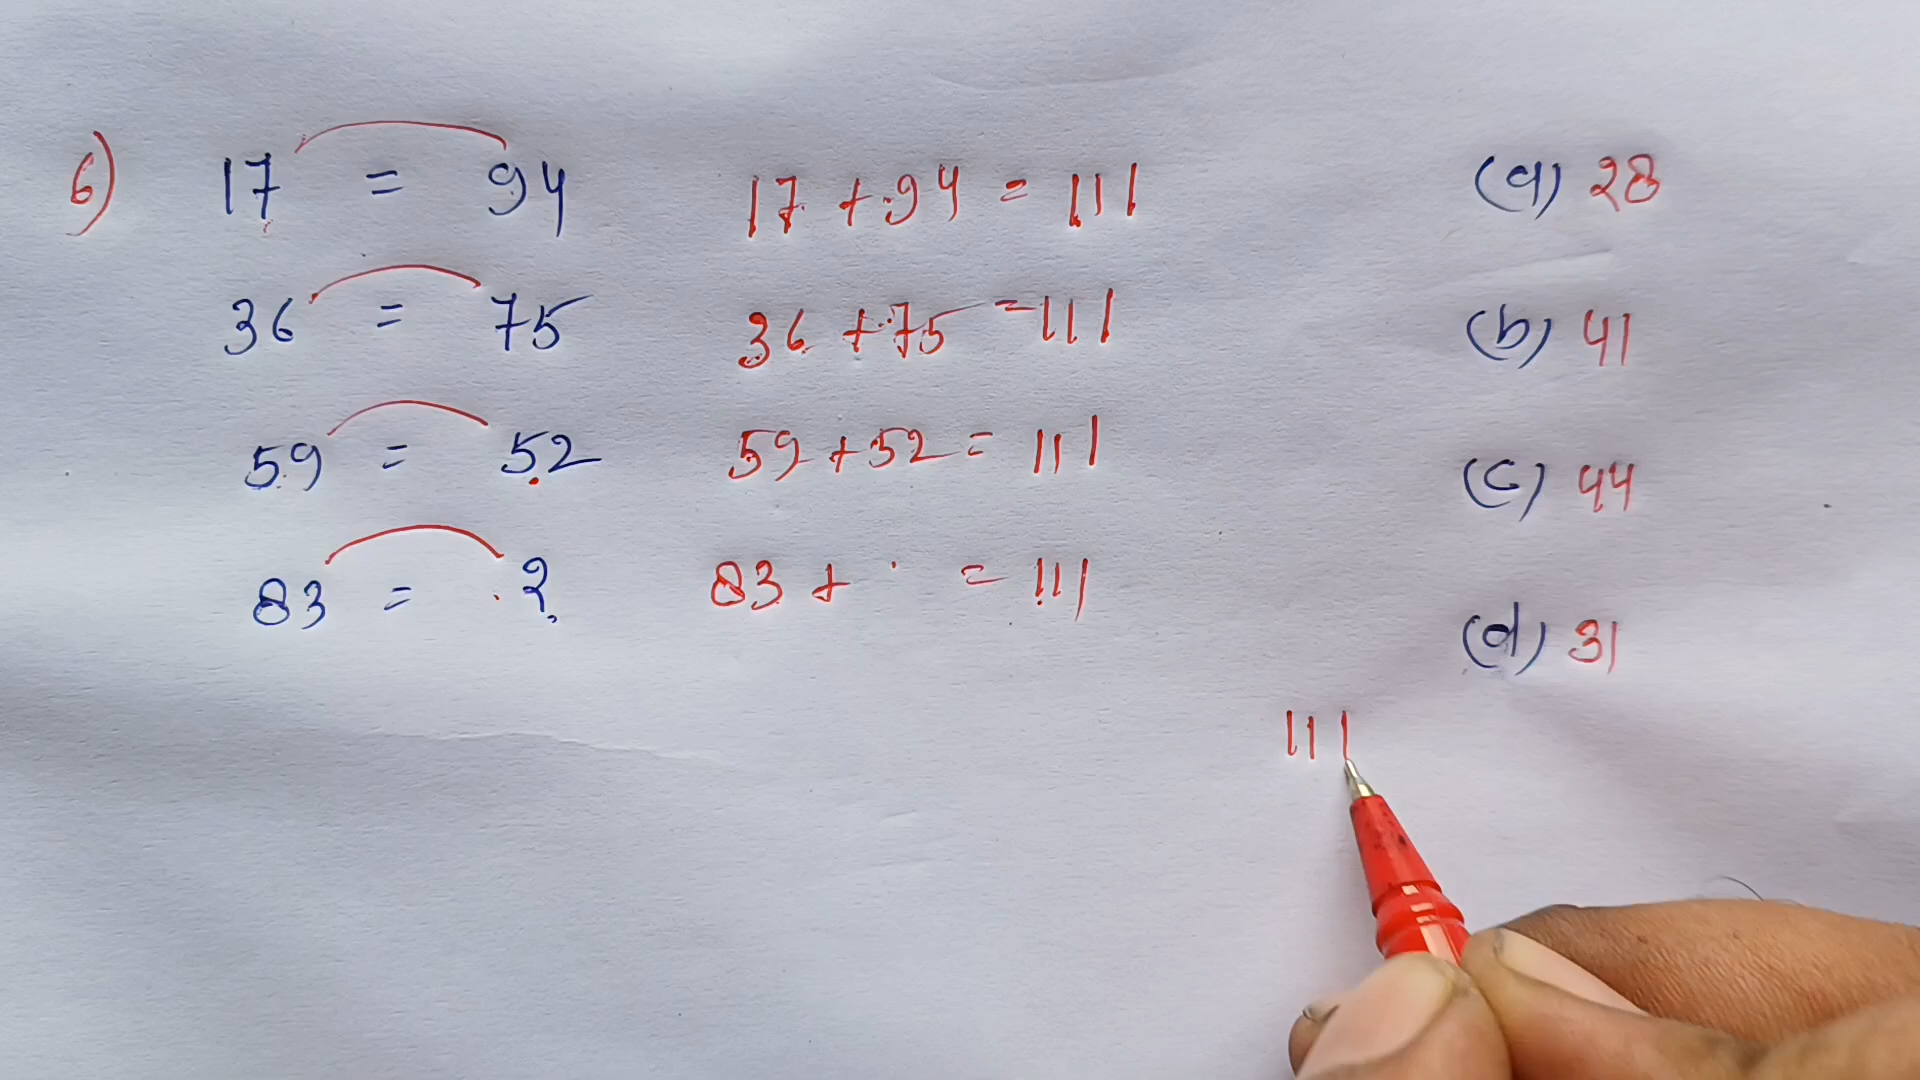 6) 17 = 94 17 + 94 = 111 (a) 28
36 = 75 36 + 75 = 111 (b) 41
59 = 52 59 + 52 = 111 (c) 44
83 = ? 83 + = 111 (d) 31
111